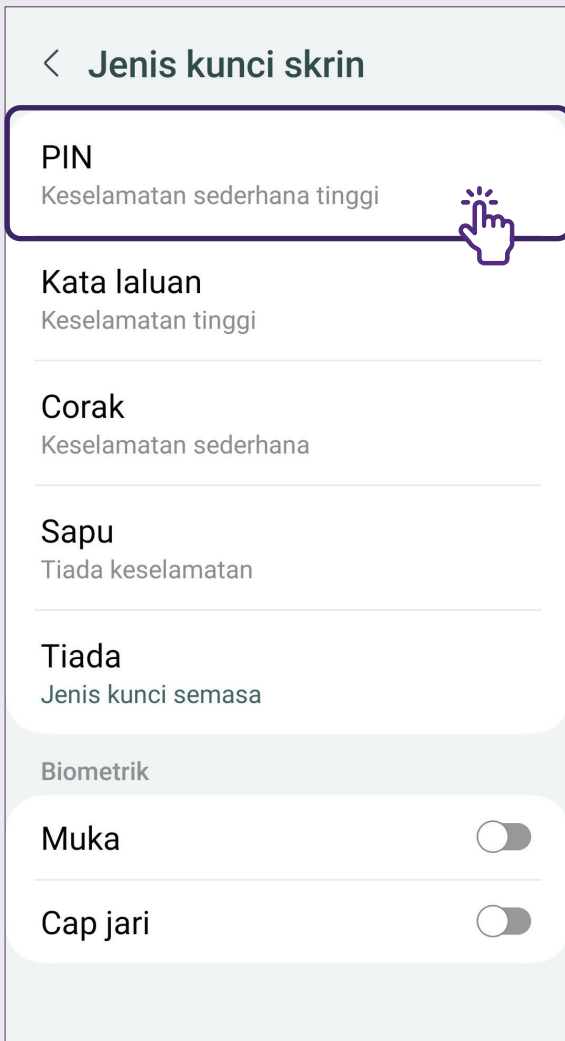 Jenis kunci skrin
PIN
Keselamatan sederhana tinggi
Kata laluan
Keselamatan tinggi
Corak
Keselamatan sederhana
Sapu
Tiada keselamatan
Tiada
Jenis kunci semasa
Biometrik
Muka
Cap jari